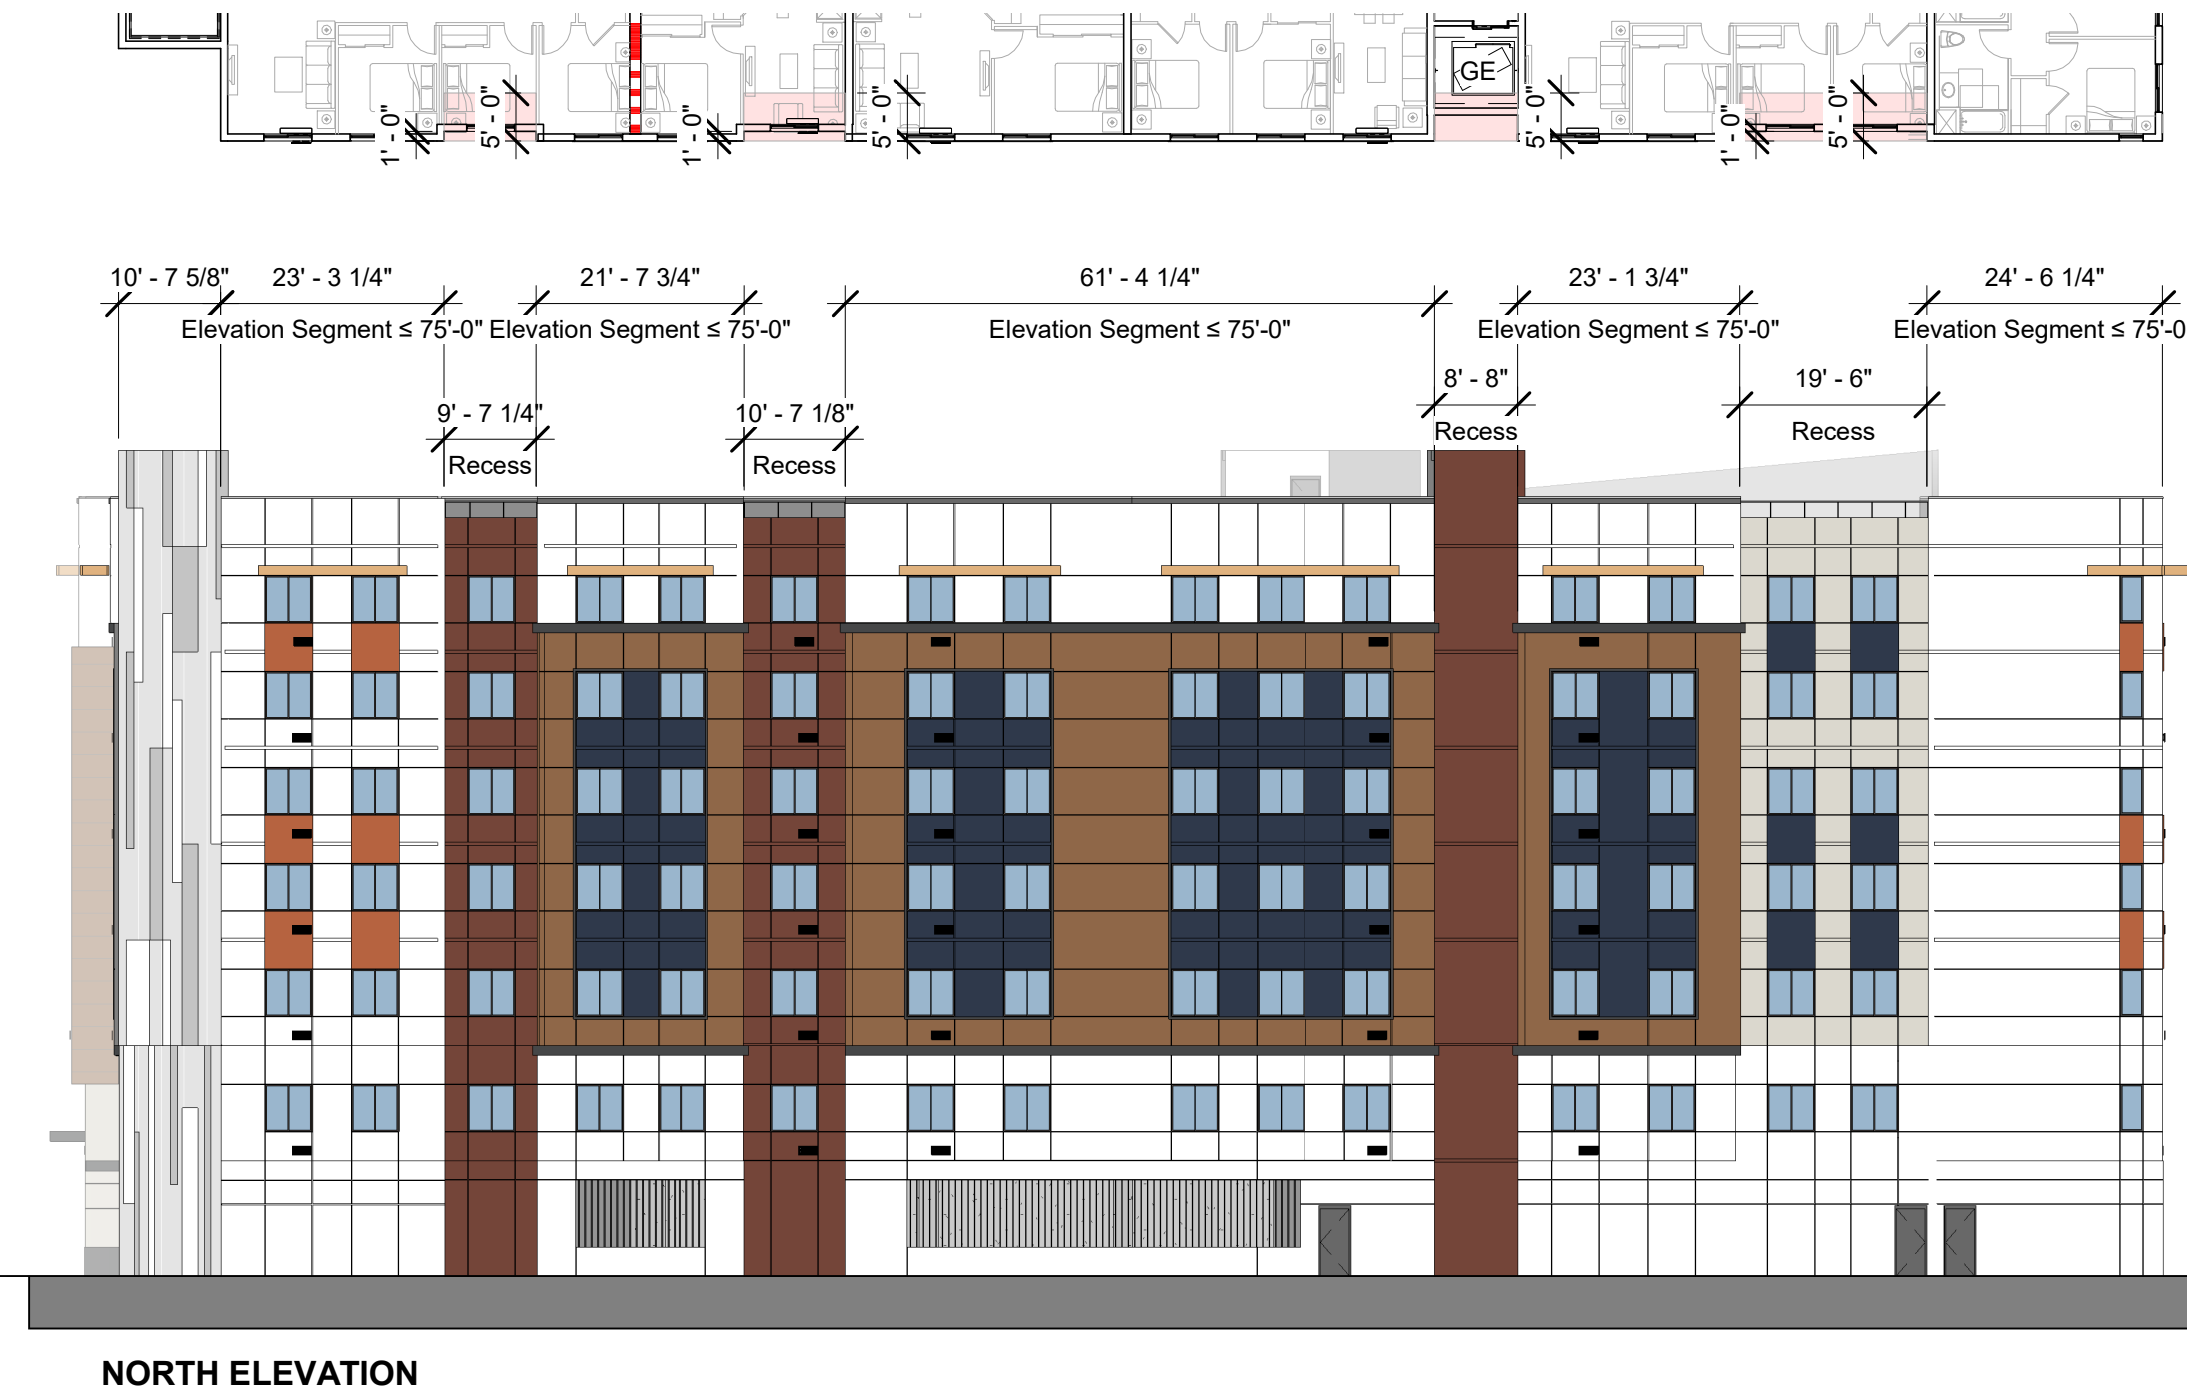 GE
1' - 0"
5' - 0"
1' - 0"
5' - 0"
5' - 0"
1' - 0"
5' - 0"
10' - 7 5/8"
23' - 3 1/4"
21' - 7 3/4"
61' - 4 1/4"
23' - 1 3/4"
24' - 6 1/4"
Elevation Segment ≤ 75'-0"
Elevation Segment ≤ 75'-0"
Elevation Segment ≤ 75'-0"
Elevation Segment ≤ 75'-0"
Elevation Segment ≤ 75'-0
8' - 8"
19' - 6"
9' - 7 1/4"
10' - 7 1/8"
Recess
Recess
Recess
Recess
NORTH ELEVATION